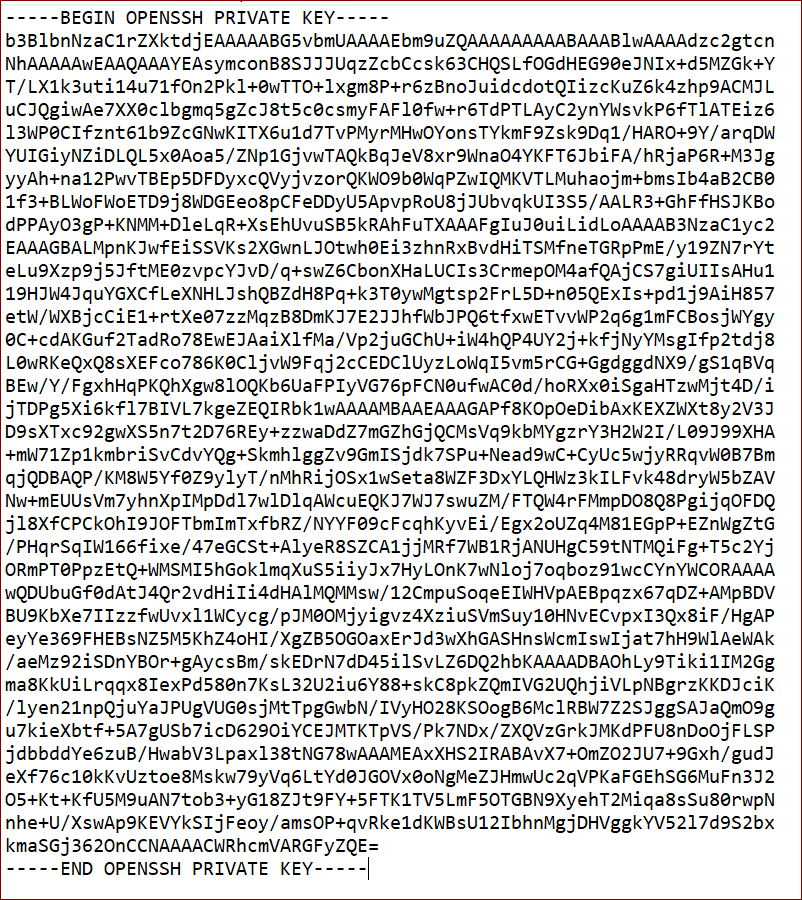 -----BEGIN OPENSSH PRIVATE KEY-----
b3BlbnNzaC1rZXktdjEAAAAABG5vbmUAAAAEbm9uZQAAAAAAAAABAAABlwAAAAdzc2gtcn
NhAAAAAwEAAQAAAYEAsymconB8SJJJUqzZcbCcsk63CHQSLfOGdHEG90eJNIx+d5MZGk+Y
T/LX1k3uti14u71fOn2Pkl+0wTTO+lxgm8P+r6zBnoJuidcdotQIizcKuZ6k4zhp9ACMJL
uCJQgiwAe7XX0clbgmq5gZcJ8t5c0csmyFAFl0fw+r6TdPTLAyC2ynYWsvkP6fTlATEiz6
l3WP0CIfznt61b9ZcGNwKITX6u1d7TvPMyrMHwOYonsTYkmF9Zsk9Dq1/HARO+9Y/arqDW
YUIGiyNZiDLQL5x0Aoa5/ZNp1GjvwTAQkBqJeV8xr9WnaO4YKFT6JbiFA/hRjaP6R+M3Jg
yyAh+na12PwvTBEp5DFDyxcQVyjvzorQKWO9b0WqPZwIQMKVTLMuhaojm+bmsIb4aB2CB0
1f3+BLWoFWoETD9j8WDGEeo8pCFeDDyU5ApvpRoU8jJUbvqkUI3S5/AALR3+GhFfHSJKBo
dPPAyO3gP+KNMM+DleLqR+XsEhUvuSB5kRAhFuTXAAAFgIuJ0uiLidLoAAAAB3NzaC1yc2
EAAAGBALMpnKJwfEiSSVKs2XGwnLJOtwh0Ei3zhnRxBvdHiTSMfneTGRpPmE/y19ZN7rYt
eLu9Xzp9j5JftME0zvpcYJvD/q+swZ6CbonXHaLUCIs3CrmepOM4afQAjCS7giUIIsAHu1
19HJW4JquYGXCfLeXNHLJshQBZdH8Pq+k3T0ywMgtsp2FrL5D+n05QExIs+pd1j9AiH857
etW/WXBjcCiE1+rtXe07zzMqzB8DmKJ7E2JJhfWbJPQ6tfxwETvvWP2q6g1mFCBosjWYgy
0C+cdAKGuf2TadRo78EwEJAaiXlfMa/Vp2juGChU+iW4hQP4UY2j+kfjNyYMsgIfp2tdj8
L0wRKeQxQ8sXEFco786K0CljvW9Fqj2cCEDClUyzLoWqI5vm5rCG+GgdggdNX9/gS1qBVq
BEw/Y/FgxhHqPKQhXgw8lOQKb6UaFPIyVG76pFCN0ufwAC0d/hoRXx0iSgaHTzwMjt4D/i
jTDPg5Xi6kfl7BIVL7kgeZEQIRbk1wAAAAMBAAEAAAGAPf8KOpOeDibAxKEXZWXt8y2V3J
D9sXTxc92gwXS5n7t2D76REy+zzwaDdZ7mGZhGjQCMsVq9kbMYgzrY3H2W2I/L09J99XHA
+mW71Zp1kmbriSvCdvYQg+SkmhlggZv9GmISjdk7SPu+Nead9wC+CyUc5wjyRRqvW0B7Bm
qjQDBAQP/KM8W5Yf0Z9ylyT/nMhRijOSx1wSeta8WZF3DxYLQHWz3kILFvk48dryW5bZAV
Nw+mEUUsVm7yhnXpIMpDdl7wlDlqAWcuEQKJ7WJ7swuZM/FTQW4rFMmpDO8Q8PgijqOFDQ
jl8XfCPCkOhI9JOFTbmImTxfbRZ/NYYF09cFcqhKyvEi/Egx2oUZq4M81EGpP+EZnWgZtG
/PHqrSqIW166fixe/47eGCSt+AlyeR8SZCA1jjMRf7WB1RjANUHgC59tNTMQiFg+T5c2Yj
ORmPT0PpzEtQ+WMSMI5hGoklmqXuS5iiyJx7HyLOnK7wNloj7oqboz91wcCYnYWCORAAAA
wQDUbuGf0dAtJ4Qr2vdHiIi4dHAlMQMMsw/12CmpuSoqeEIWHVpAEBpqzx67qDZ+AMpBDV
BU9KbXe7IIzzfwUvxl1WCycg/pJM0OMjyigvz4XziuSVmSuy10HNvECvpxI3Qx8iF/HgAP
eyYe369FHEBsNZ5M5KhZ4oHI/XgZB5OGOaxErJd3wXhGASHnsWcmIswIjat7hH9WlAeWAk
/aeMz92iSDnYBOr+gAycsBm/skEDrN7dD45ilSvLZ6DQ2hbKAAAADBAOhLy9Tiki1IM2Gg
ma8KkUiLrqqx8IexPd580n7KsL32U2iu6Y88+skC8pkZQmIVG2UQhjiVLpNBgrzKKDJciK
/lyen21npQjuYaJPUgVUG0sjMtTpgGwbN/IVyHO28KSOogB6MclRBW7Z2SJggSAJaQmO9g
u7kieXbtf+5A7gUSb7icD629OiYCEJMTKTpVS/Pk7NDx/ZXQVzGrkJMKdPFU8nDoOjFLSP
jdbbddYe6zuB/HwabV3Lpaxl38tNG78wAAAMEAxXHS2IRABAvX7+OmZO2JU7+9Gxh/gudJ
eXf76c10kKvUztoe8Mskw79yVq6LtYd0JGOVx0oNgMeZJHmwUc2qVPKaFGEhSG6MuFn3J2
O5+Kt+KfU5M9uAN7tob3+yG18ZJt9FY+5FTK1TV5LmF5OTGBN9XyehT2Miqa8sSu80rwpN
nhe+U/XswAp9KEVYkSIjFeoy/amsOP+qvRke1dKWBsU12IbhnMgjDHVggkYV52l7d9S2bx
kmaSGj362OnCCNAAAACWRhcmVARGFyZQE=
-----END OPENSSH PRIVATE KEY-----